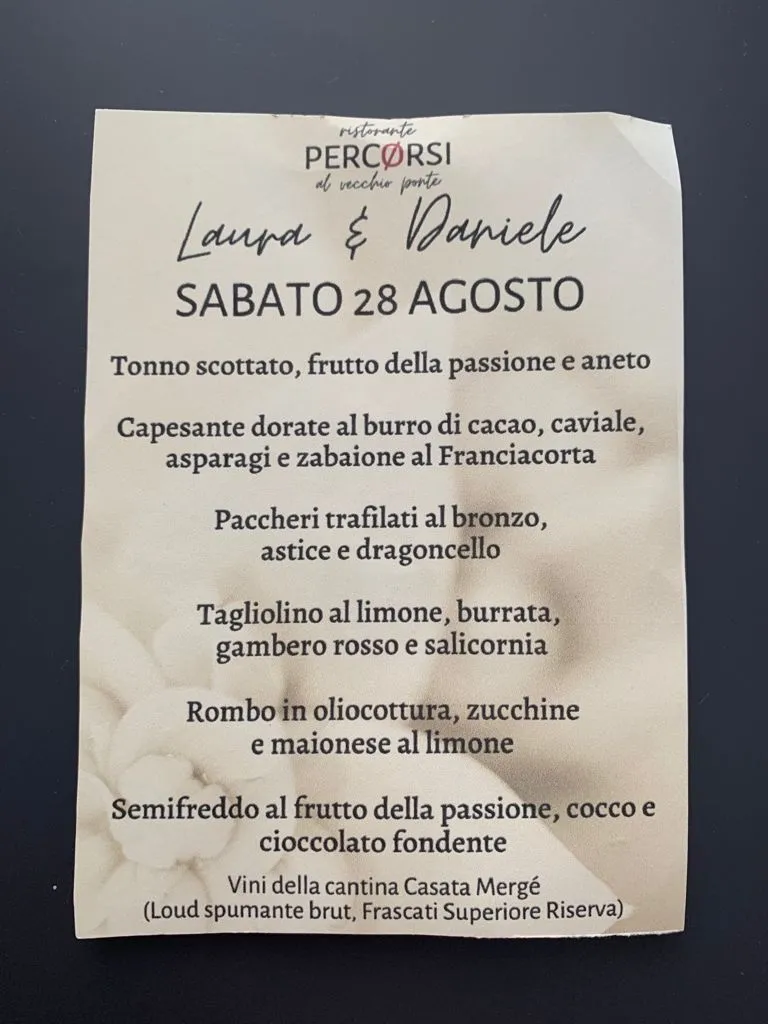 ristorante
PERCØRSI
al vecchio ponte
Laura & Daniele
SABATO 28 AGOSTO
Tonno scottato, frutto della passione e aneto
Capesante dorate al burro di cacao, caviale,
asparagi e zabaione al Franciacorta
Paccheri trafilati al bronzo,
astice e dragoncello
Tagliolino al limone, burrata,
gambero rosso e salicornia
Rombo in oliocottura, zucchine
e maionese al limone
Semifreddo al frutto della passione, cocco e
cioccolato fondente
Vini della cantina Casata Mergé
(Loud spumante brut, Frascati Superiore Riserva)